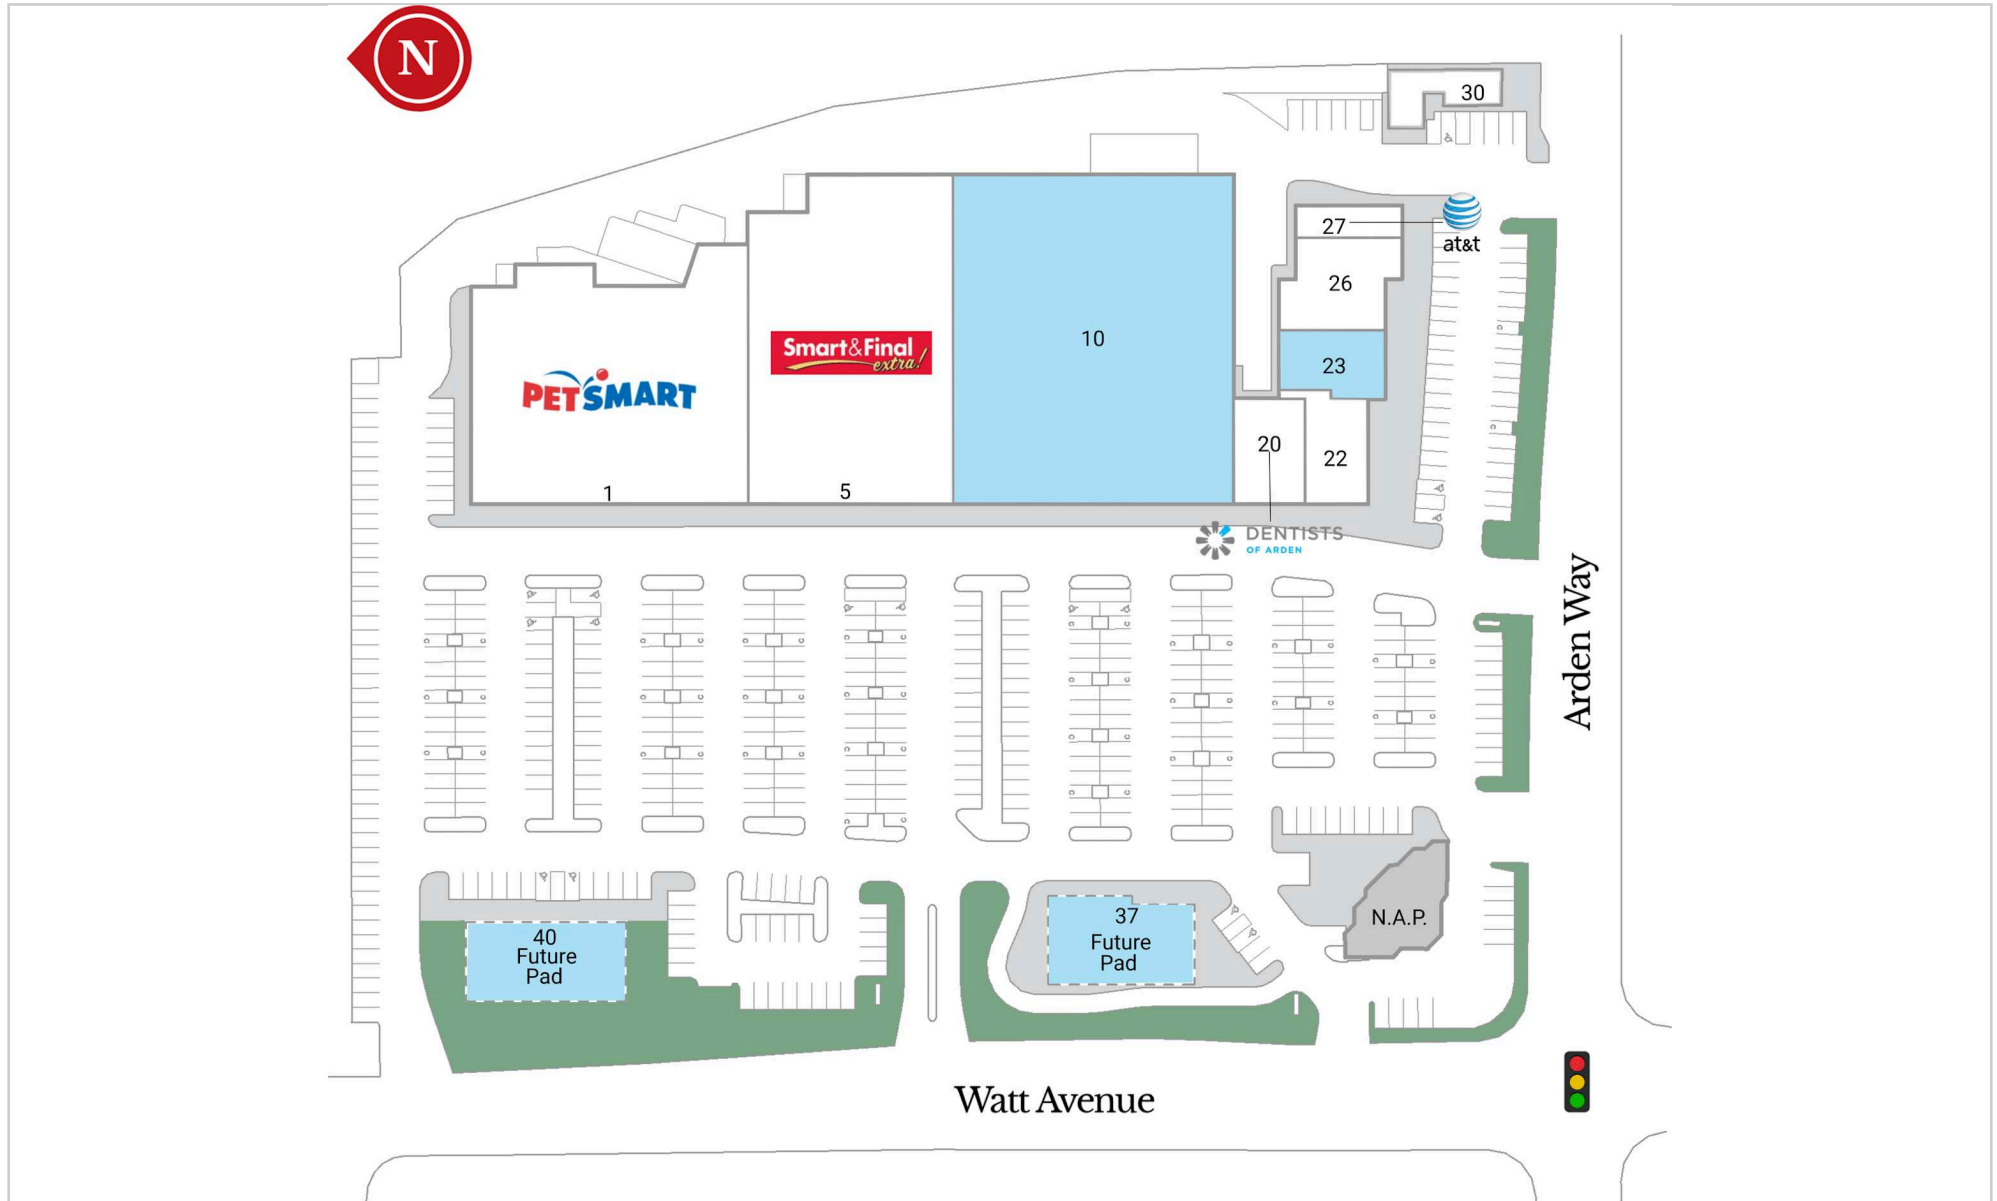 N
30
27
at&t
26
10
Smart&Final
extra!
23
PETSMART
20
22
1
5
DENTISTS
OF ARDEN
Arden Way
37
Future
Pad
N.A.P.
40
Future
Pad
Watt Avenue